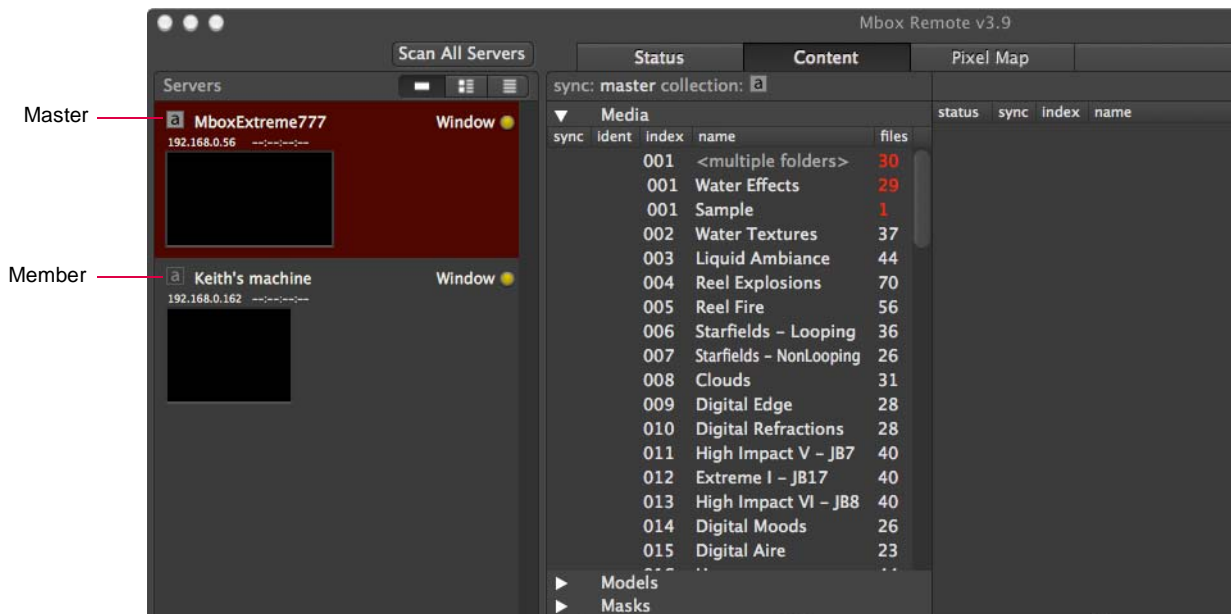 Mbox Remote v3.9
Scan All Servers
Status Content Pixel Map
Servers
Master
a MboxExtreme777 Window
192.168.0.56 --:--:--:--
Member
a Keith's machine Window
192.168.0.162 --:--:--:--
sync: master collection: a
Media
sync ident index name files
001 <multiple folders> 30
001 Water Effects 29
001 Sample 1
002 Water Textures 37
003 Liquid Ambiance 44
004 Reel Explosions 70
005 Reel Fire 56
006 Starfields – Looping 36
007 Starfields – NonLooping 26
008 Clouds 31
009 Digital Edge 28
010 Digital Refractions 28
011 High Impact V – JB7 40
012 Extreme I – JB17 40
013 High Impact VI – JB8 40
014 Digital Moods 26
015 Digital Aire 23
Models
Masks
status sync index name